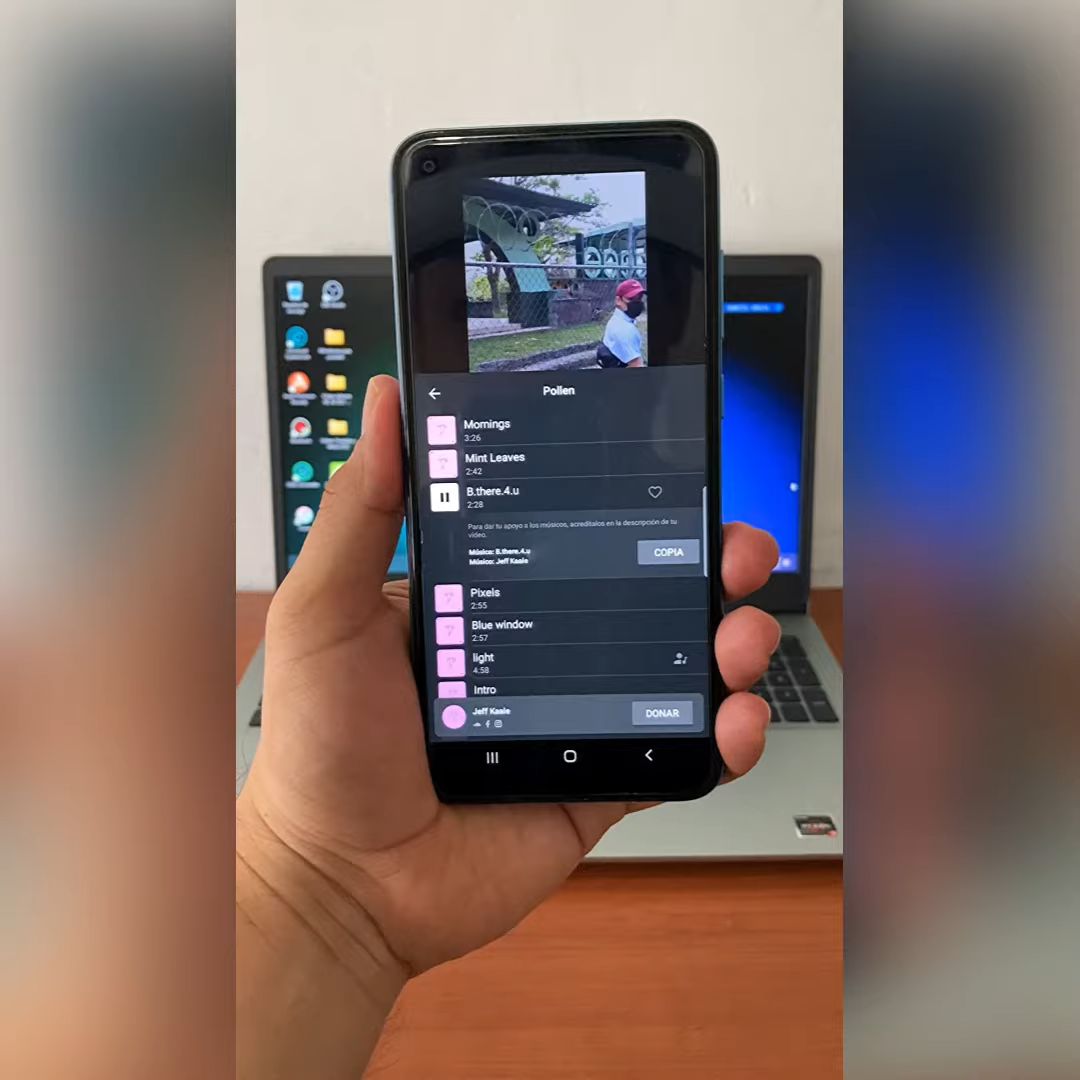 Pollen
Mornings
3:26
Mint Leaves
2:42
B.there.4.u
2:28
Para dar tu apoyo a los músicos, acredítalos en la descripción de tu
vídeo.
Música: B.there.4.u
Músico: Jeff Kaale
COPIA
Pixels
2:55
Blue window
2:57
light
4:58
Intro
Jeff Kaale
DONAR